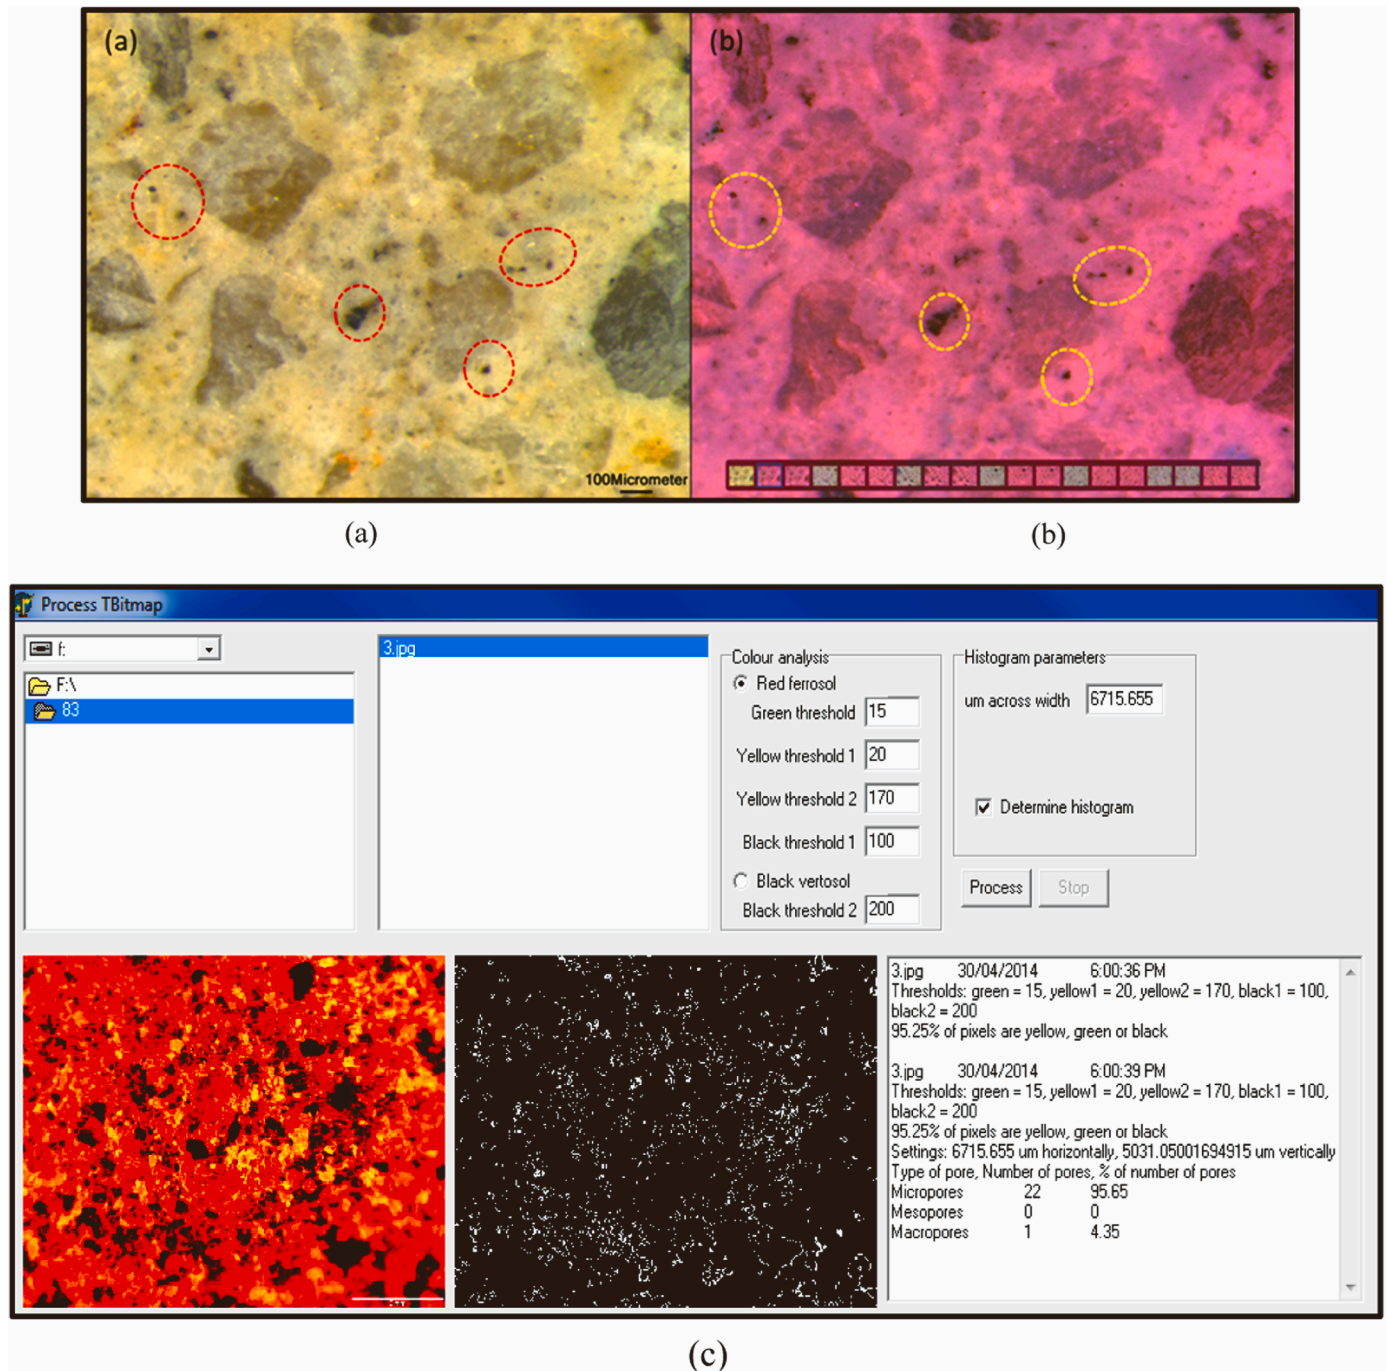 (a)
(b)
100Micrometer
(a)
(b)
Process TBitmap
f:
F:\
83
3.jpg
Colour analysis
Red ferrosol
Green threshold 15
Yellow threshold 1 20
Yellow threshold 2 170
Black threshold 1 100
Black vertosol
Black threshold 2 200
Histogram parameters
um across width 6715.655
Determine histogram
Process
Stop
3.jpg 30/04/2014 6:00:36 PM
Thresholds: green = 15, yellow1 = 20, yellow2 = 170, black1 = 100,
black2 = 200
95.25% of pixels are yellow, green or black
3.jpg 30/04/2014 6:00:39 PM
Thresholds: green = 15, yellow1 = 20, yellow2 = 170, black1 = 100,
black2 = 200
95.25% of pixels are yellow, green or black
Settings: 6715.655 um horizontally, 5031.05001694915 um vertically
Type of pore, Number of pores, % of number of pores
Micropores 22 95.65
Mesopores 0 0
Macropores 1 4.35
(c)